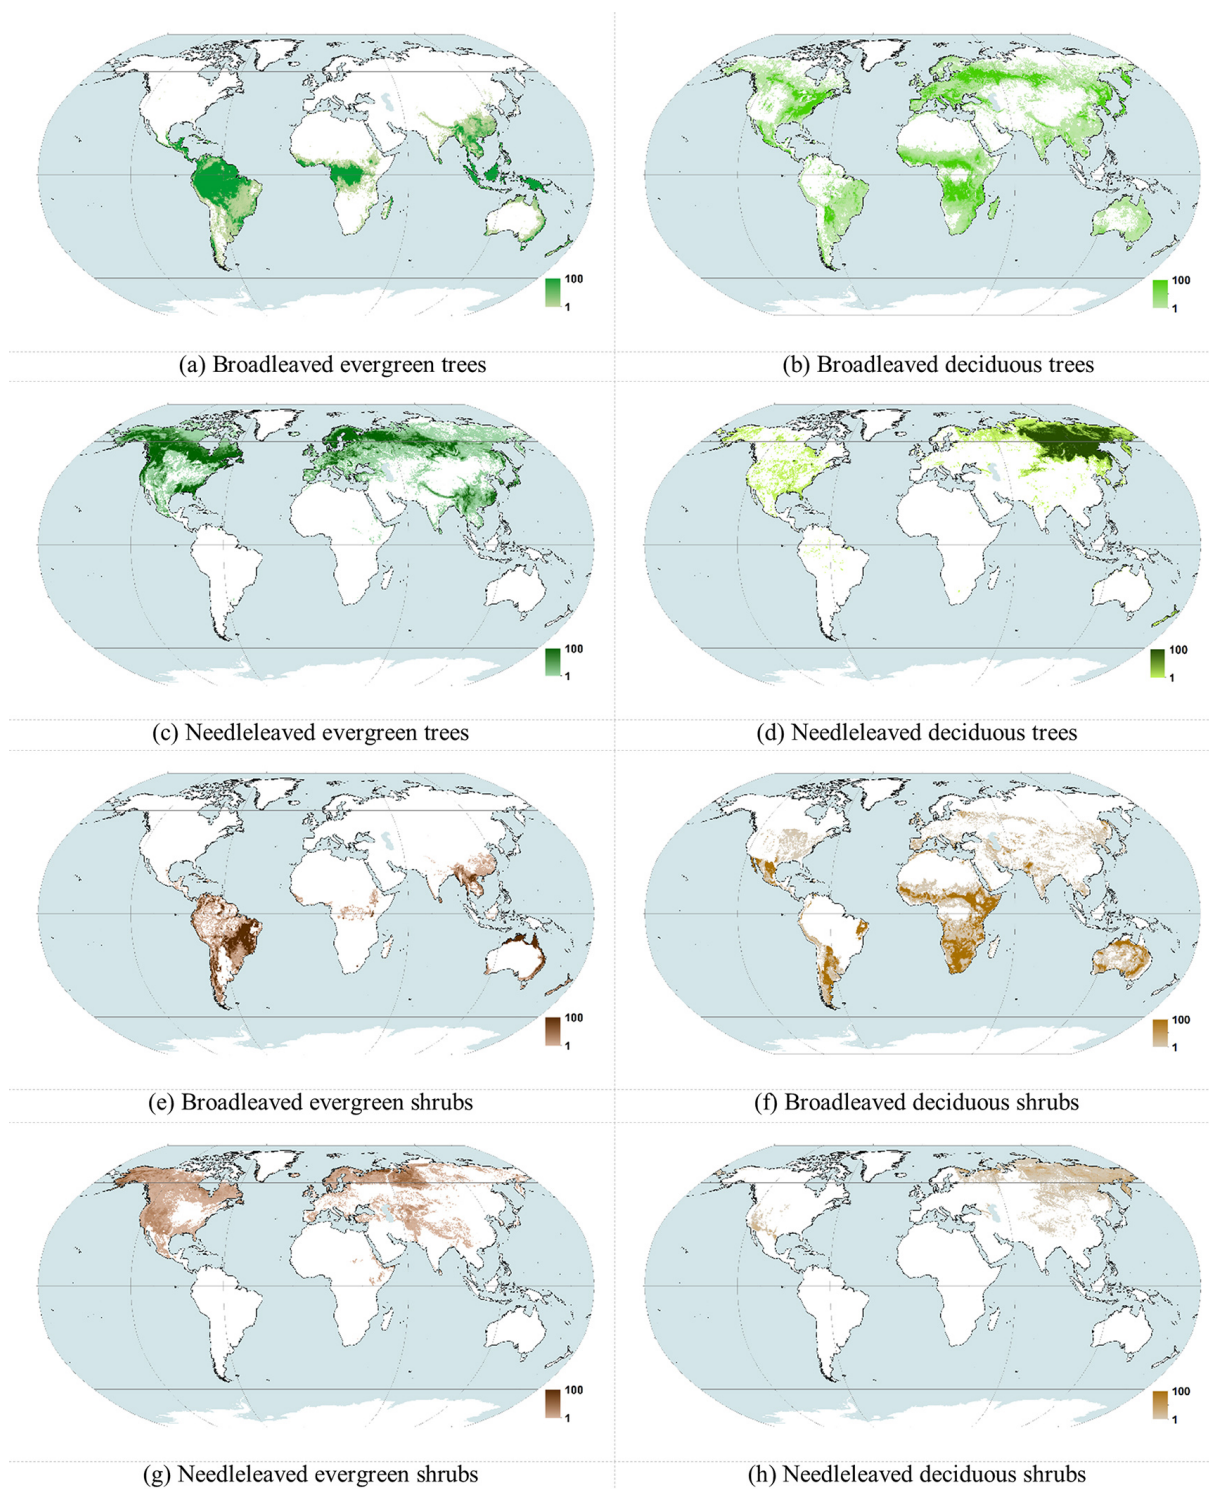 100
1
100
1
(a) Broadleaved evergreen trees
(b) Broadleaved deciduous trees
100
1
100
1
(c) Needleleaved evergreen trees
(d) Needleleaved deciduous trees
100
1
100
1
(e) Broadleaved evergreen shrubs
(f) Broadleaved deciduous shrubs
100
1
100
1
(g) Needleleaved evergreen shrubs
(h) Needleleaved deciduous shrubs